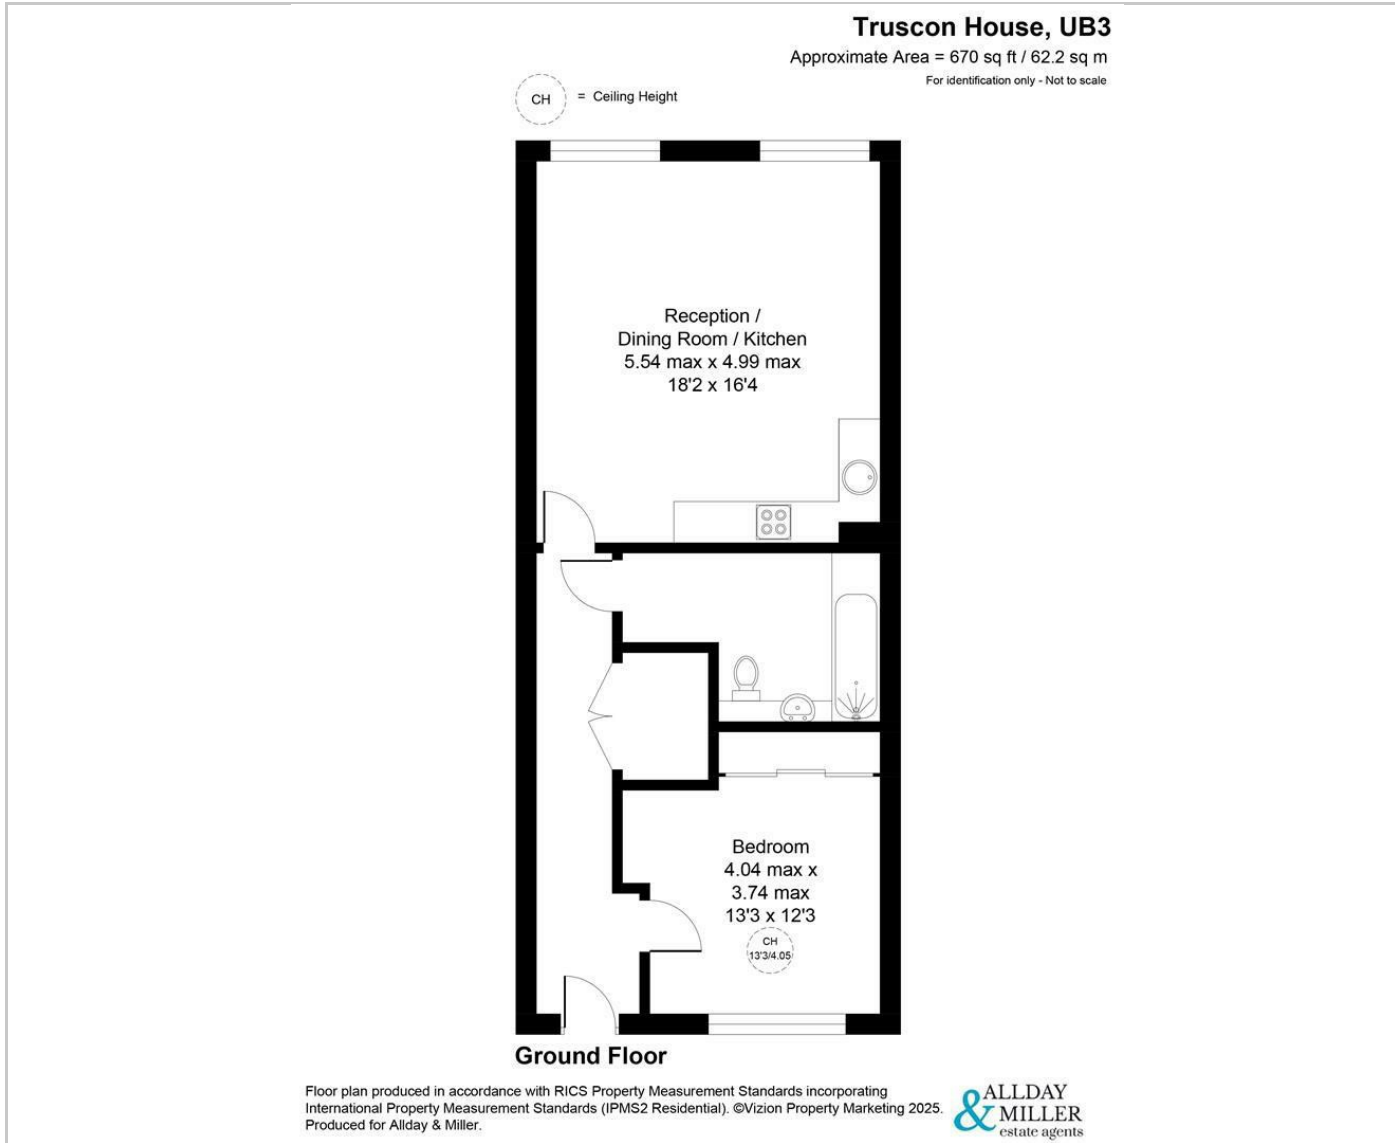 Truscon House, UB3
Approximate Area = 670 sq ft / 62.2 sq m
For identification only - Not to scale
CH = Ceiling Height
Reception /
Dining Room / Kitchen
5.54 max x 4.99 max
18'2 x 16'4
Bedroom
4.04 max x
3.74 max
13'3 x 12'3
CH
13'3/4.05
Ground Floor
Floor plan produced in accordance with RICS Property Measurement Standards incorporating
International Property Measurement Standards (IPMS2 Residential). ©Vizion Property Marketing 2025.
Produced for Allday & Miller.
ALLDAY
& MILLER
estate agents